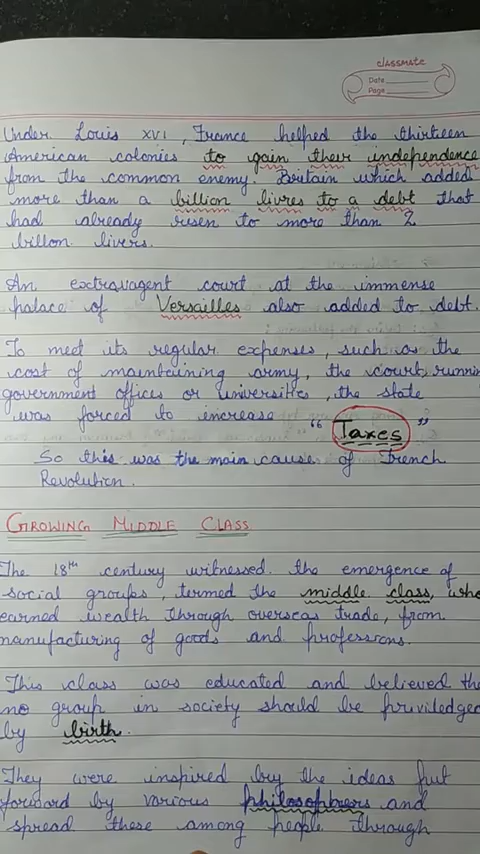 classmate
Date
Page
Under Louis XVI, France helped the thirteen
American colonies to gain their independence
from the common enemy. Britain which added
more than a billion livres to a debt that
had already risen to more than 2
billon livers.
An extravagent court at the immense
palace of Versailles also added to debt.
To meet its regular expenses, such as the
cost of maintaining army, the court, runnin
government offices or universities, the state
was forced to increase " Taxes "
So this was the main cause of French
Revolution.
GROWING MIDDLE CLASS
The 18th century witnessed the emergence of
social groups, termed the middle class, who
earned wealth through overseas trade, from
manufacturing of goods and professions.
This class was educated and believed tha
no group in society should be priviledged
by birth.
They were inspired by the ideas put
forward by various philosophers and
spread these among people through